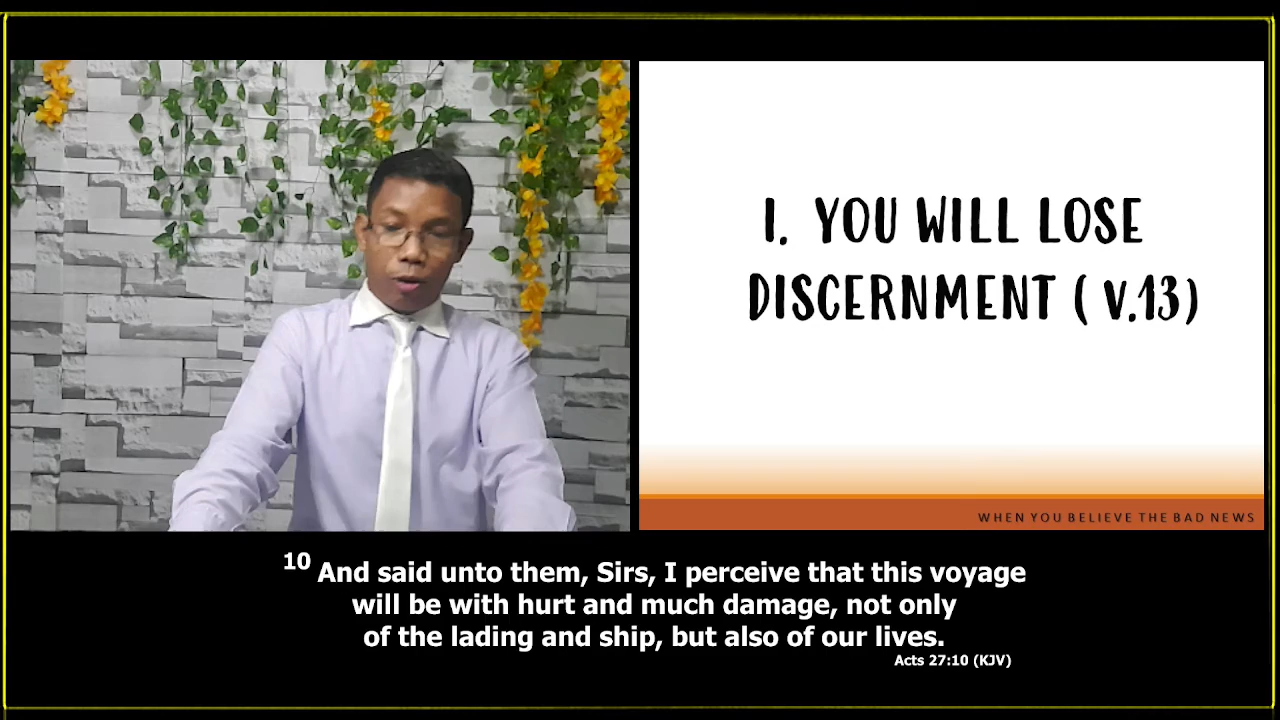 I. YOU WILL LOSE
DISCERNMENT ( V.13)
WHEN YOU BELIEVE THE BAD NEWS
10 And said unto them, Sirs, I perceive that this voyage
will be with hurt and much damage, not only
of the lading and ship, but also of our lives.
Acts 27:10 (KJV)